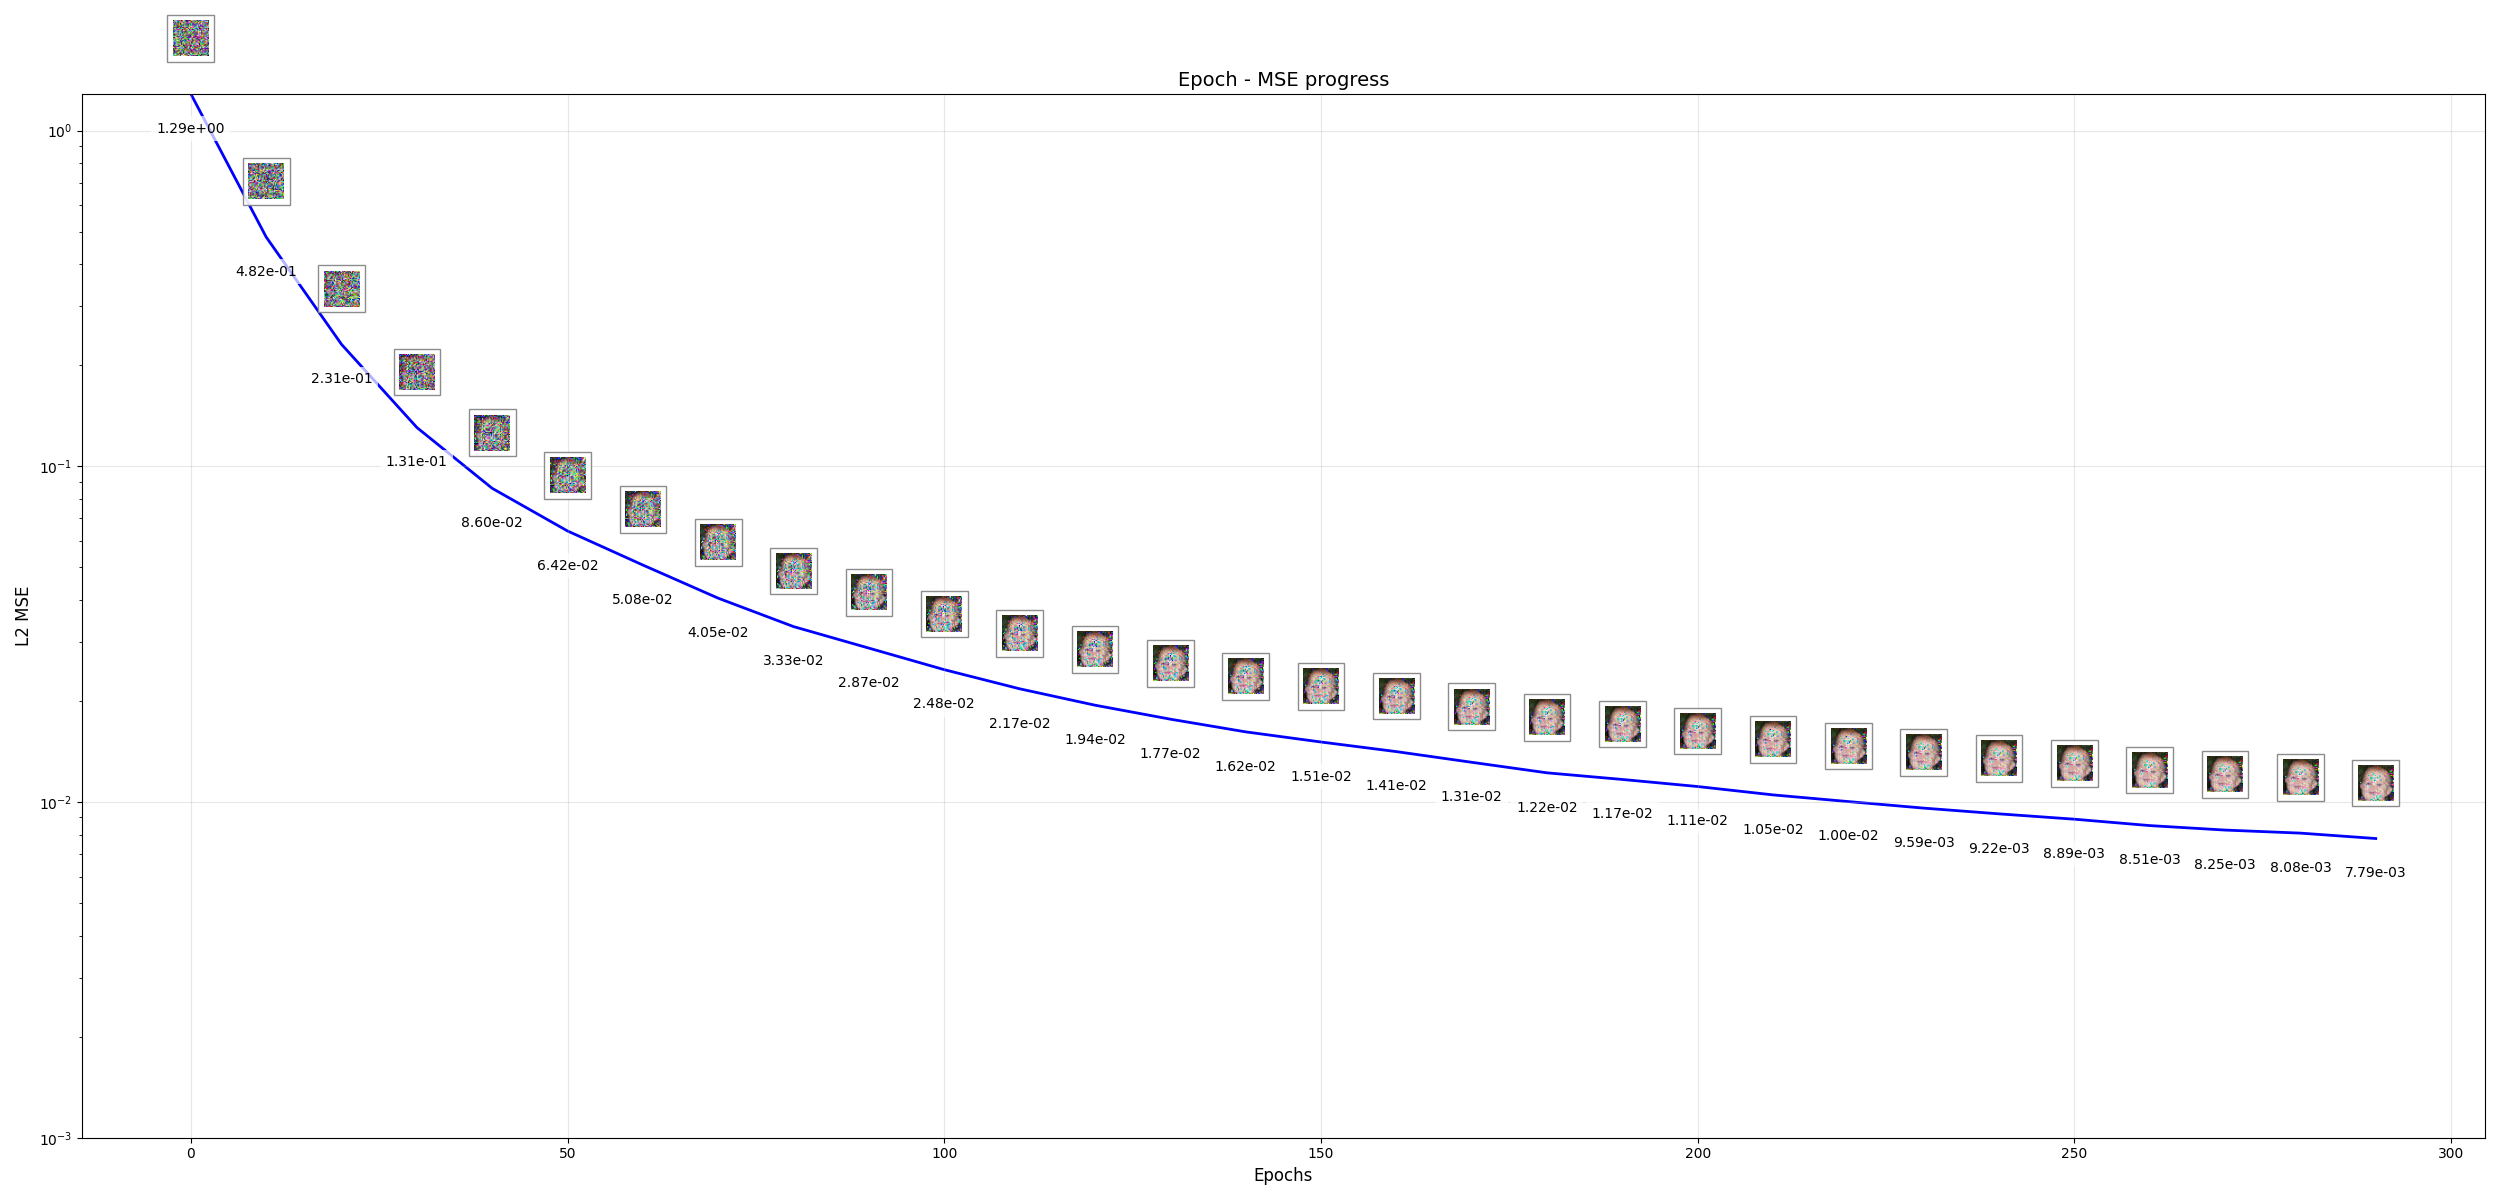 Epoch - MSE progress
L2 MSE
10⁰
10⁻¹
10⁻²
10⁻³
1.29e+00
4.82e-01
2.31e-01
1.31e-01
8.60e-02
6.42e-02
5.08e-02
4.05e-02
3.33e-02
2.87e-02
2.48e-02
2.17e-02
1.94e-02
1.77e-02
1.62e-02
1.51e-02
1.41e-02
1.31e-02
1.22e-02
1.17e-02
1.11e-02
1.05e-02
1.00e-02
9.59e-03
9.22e-03
8.89e-03
8.51e-03
8.25e-03
8.08e-03
7.79e-03
0 50 100 150 200 250 300
Epochs